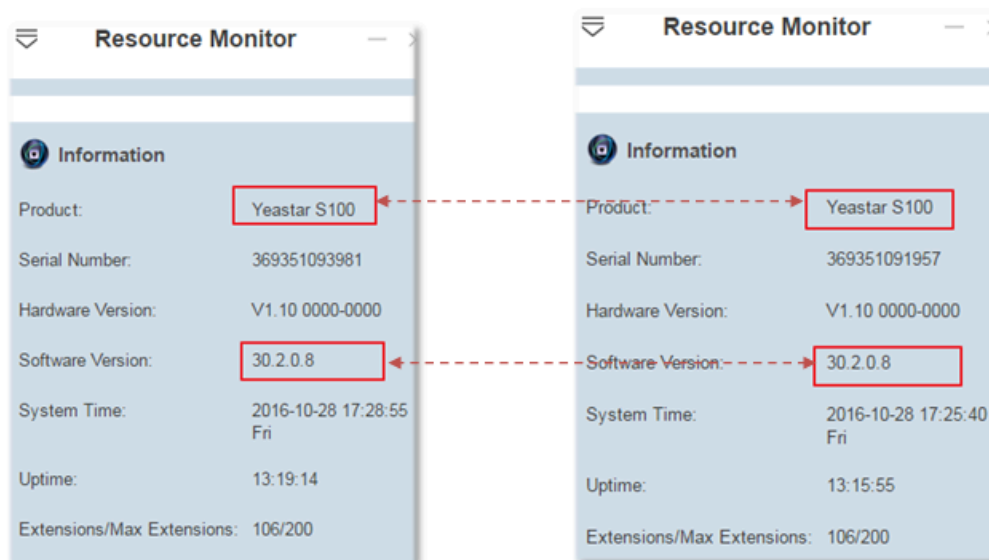 Resource Monitor
Information
Product: Yeastar S100
Serial Number: 369351093981
Hardware Version: V1.10 0000-0000
Software Version: 30.2.0.8
System Time: 2016-10-28 17:28:55
Fri
Uptime: 13:19:14
Extensions/Max Extensions: 106/200
Resource Monitor
Information
Product: Yeastar S100
Serial Number: 369351091957
Hardware Version: V1.10 0000-0000
Software Version: 30.2.0.8
System Time: 2016-10-28 17:25:40
Fri
Uptime: 13:15:55
Extensions/Max Extensions: 106/200